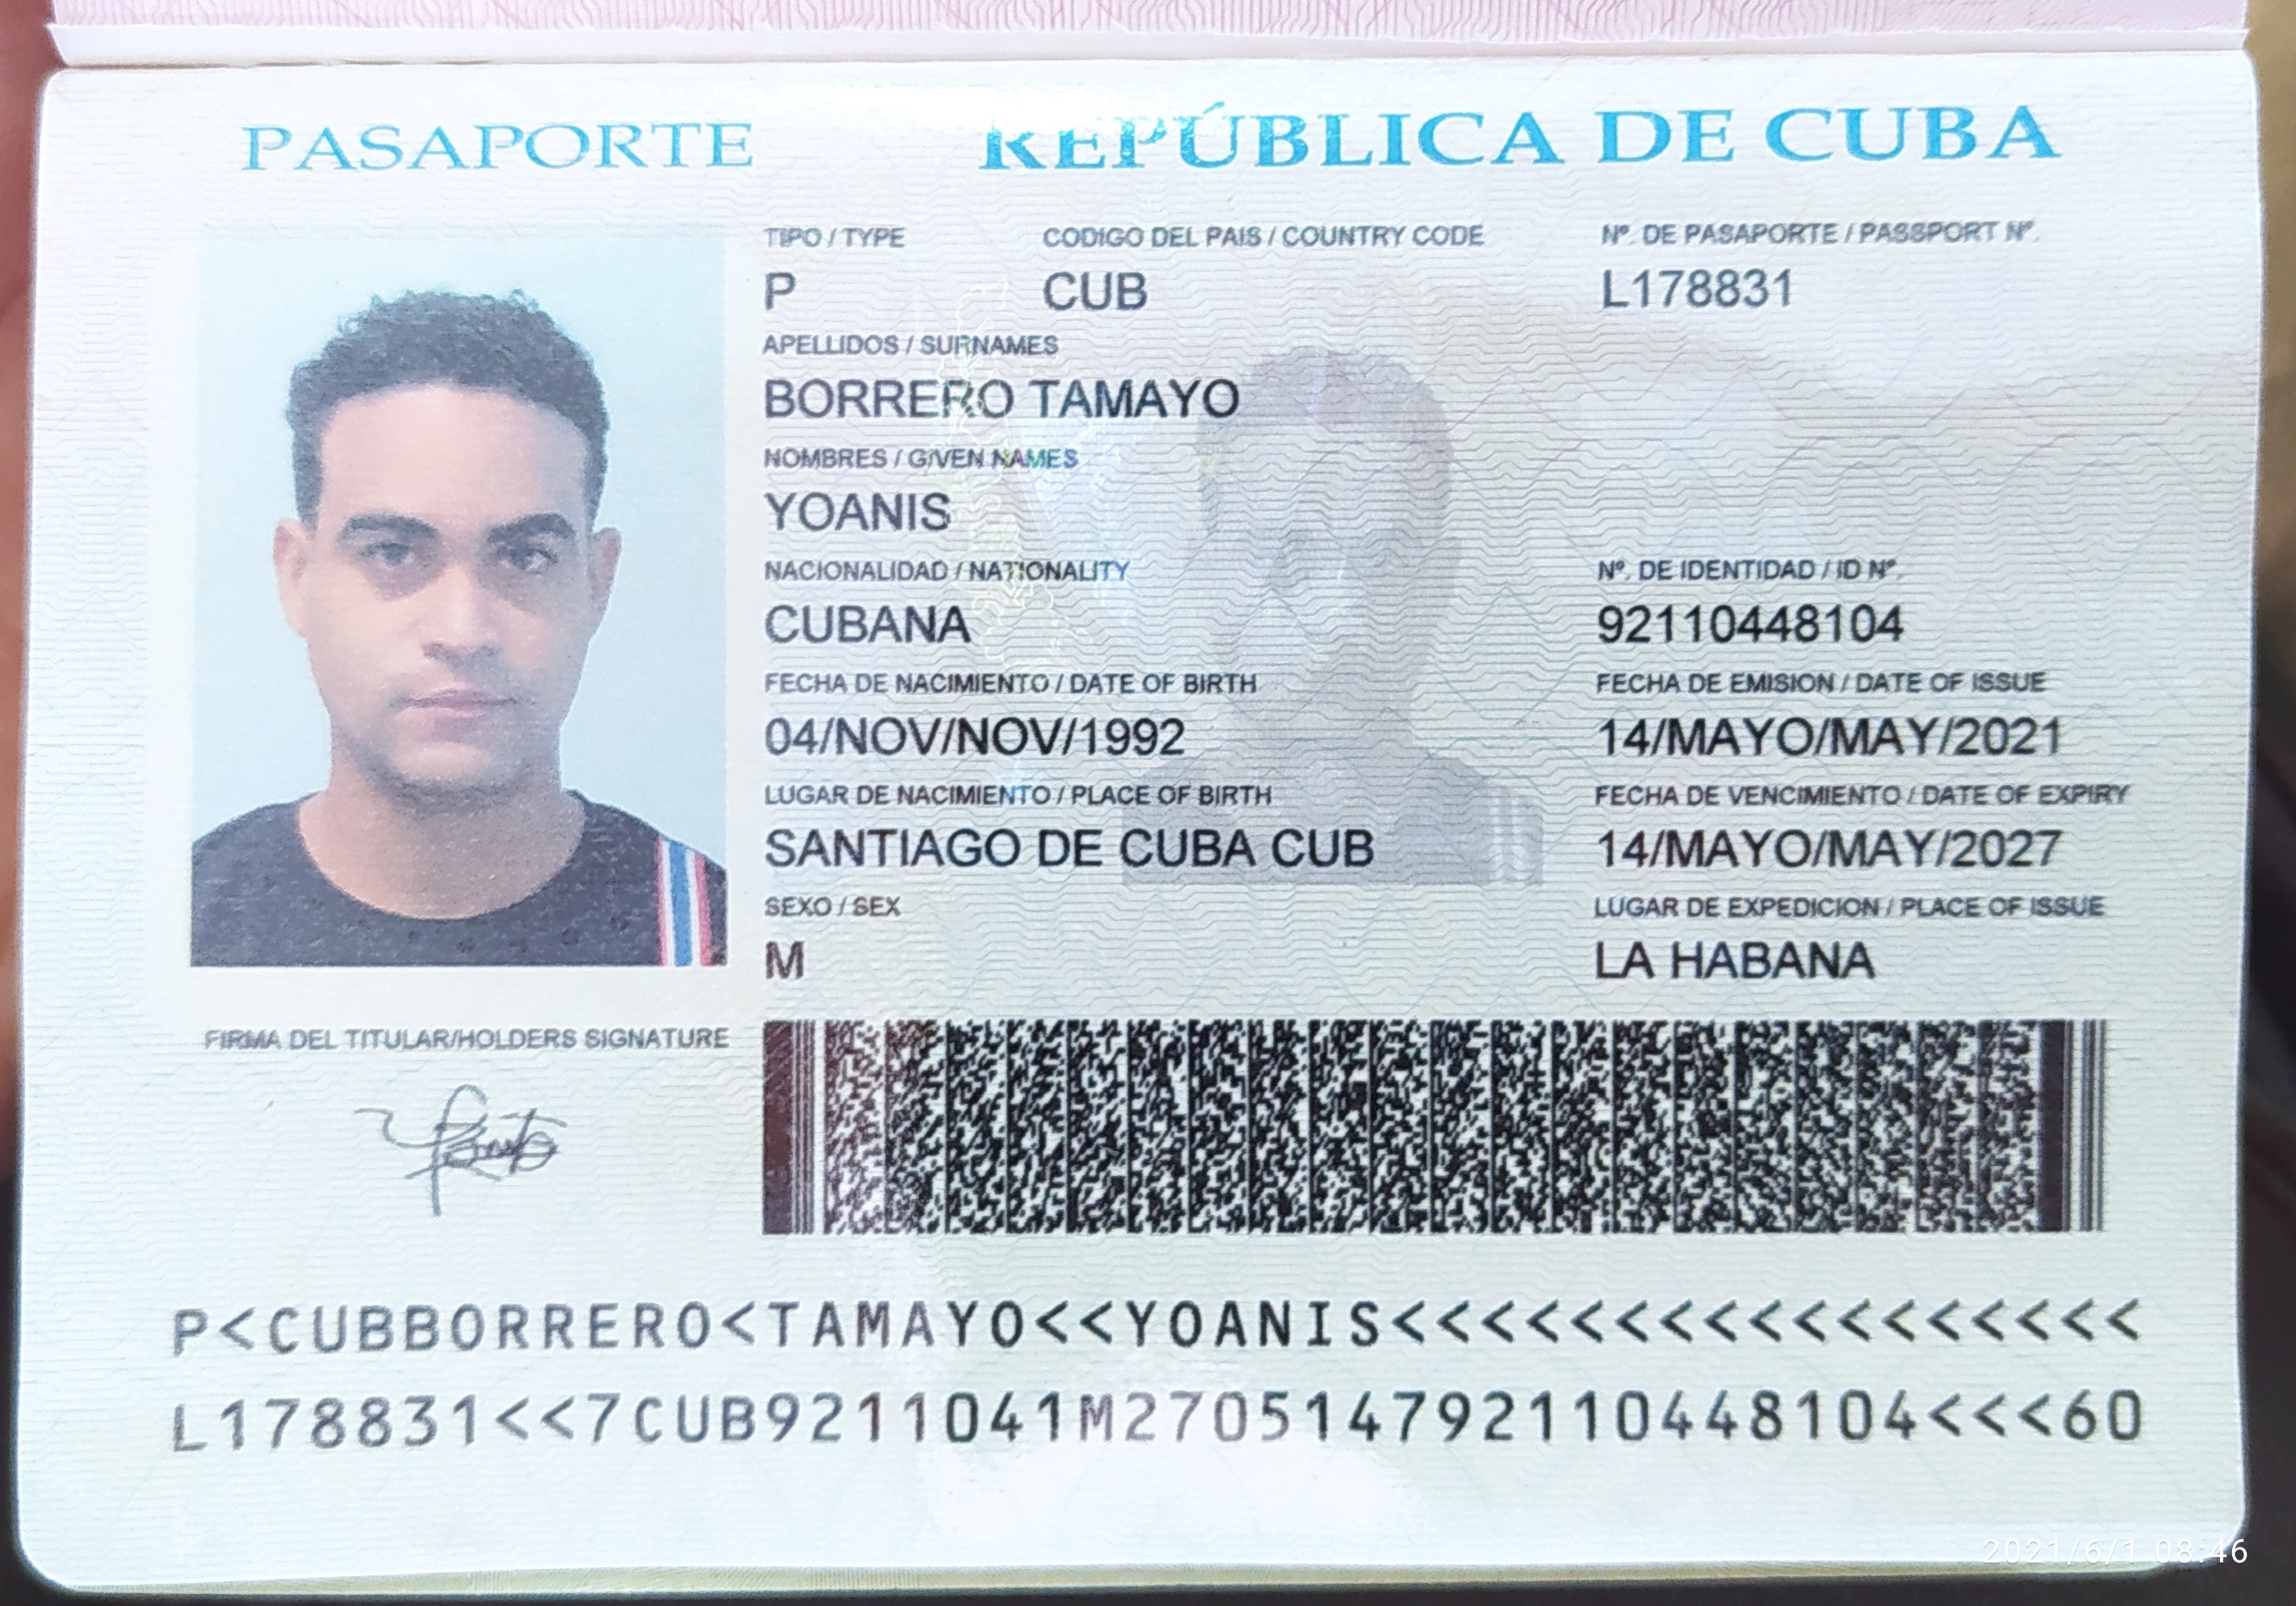 PASAPORTE REPÚBLICA DE CUBA
TIPO / TYPE CODIGO DEL PAIS / COUNTRY CODE Nº. DE PASAPORTE / PASSPORT Nº.
P CUB L178831
APELLIDOS / SURNAMES
BORRERO TAMAYO
NOMBRES / GIVEN NAMES
YOANIS
NACIONALIDAD / NATIONALITY Nº. DE IDENTIDAD / ID Nº.
CUBANA 92110448104
FECHA DE NACIMIENTO / DATE OF BIRTH FECHA DE EMISION / DATE OF ISSUE
04/NOV/NOV/1992 14/MAYO/MAY/2021
LUGAR DE NACIMIENTO / PLACE OF BIRTH FECHA DE VENCIMIENTO / DATE OF EXPIRY
SANTIAGO DE CUBA CUB 14/MAYO/MAY/2027
SEXO / SEX LUGAR DE EXPEDICION / PLACE OF ISSUE
M LA HABANA
FIRMA DEL TITULAR/HOLDERS SIGNATURE
P<CUBBORRERO<TAMAYO<<YOANIS<<<<<<<<<<<<<<<<<
L178831<<7CUB9211041M270514792110448104<<<60
2021/6/1 08:46